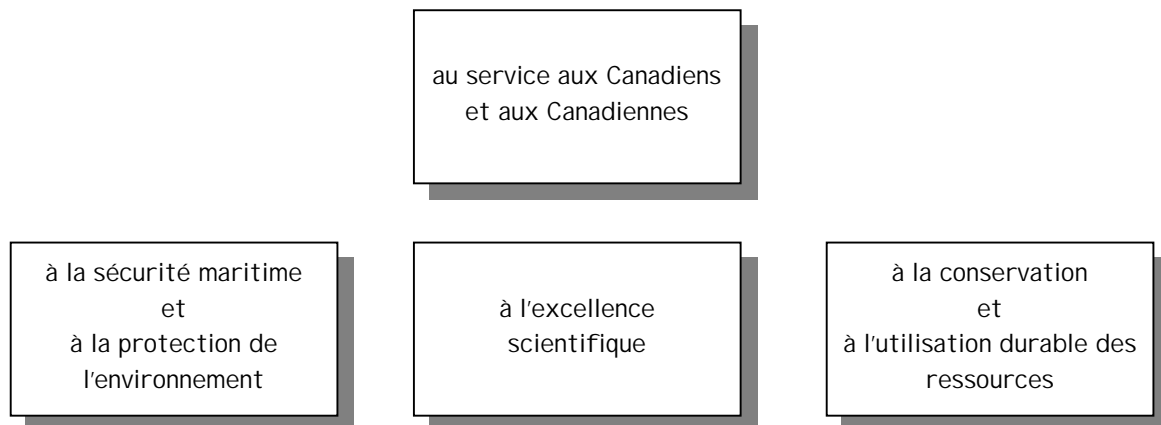 au service aux Canadiens
et aux Canadiennes
à la sécurité maritime
et
à la protection de
l'environnement
à l'excellence
scientifique
à la conservation
et
à l'utilisation durable des
ressources